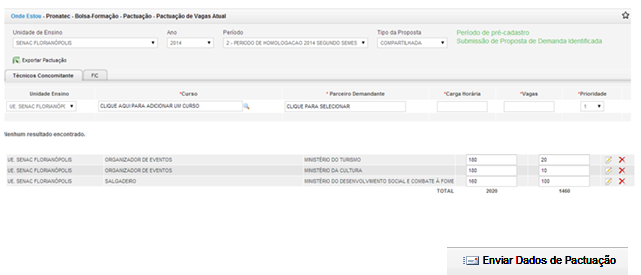 Onde Estou - Pronatec - Bolsa-Formação - Pactuação - Pactuação de Vagas Atual
Unidade de Ensino Ano Período Tipo da Proposta
SENAC FLORIANÓPOLIS 2014 2 - PERIODO DE HOMOLOGACAO 2014 SEGUNDO SEMES COMPARTILHADA
Período de pré-cadastro
Submissão de Proposta de Demanda Identificada
Exportar Pactuação
Técnicos Concomitante FIC
Unidade Ensino *Curso * Parceiro Demandante *Carga Horária *Vagas *Prioridade
UE. SENAC FLORIANÓP CLIQUE AQUI PARA ADICIONAR UM CURSO CLIQUE PARA SELECIONAR 1
Nenhum resultado encontrado.
UE. SENAC FLORIANÓPOLIS ORGANIZADOR DE EVENTOS MINISTÉRIO DO TURISMO 180 20
UE. SENAC FLORIANÓPOLIS ORGANIZADOR DE EVENTOS MINISTÉRIO DA CULTURA 180 10
UE. SENAC FLORIANÓPOLIS SALGADEIRO MINISTÉRIO DO DESENVOLVIMENTO SOCIAL E COMBATE À FOME 160 100
TOTAL 2020 1460
Enviar Dados de Pactuação